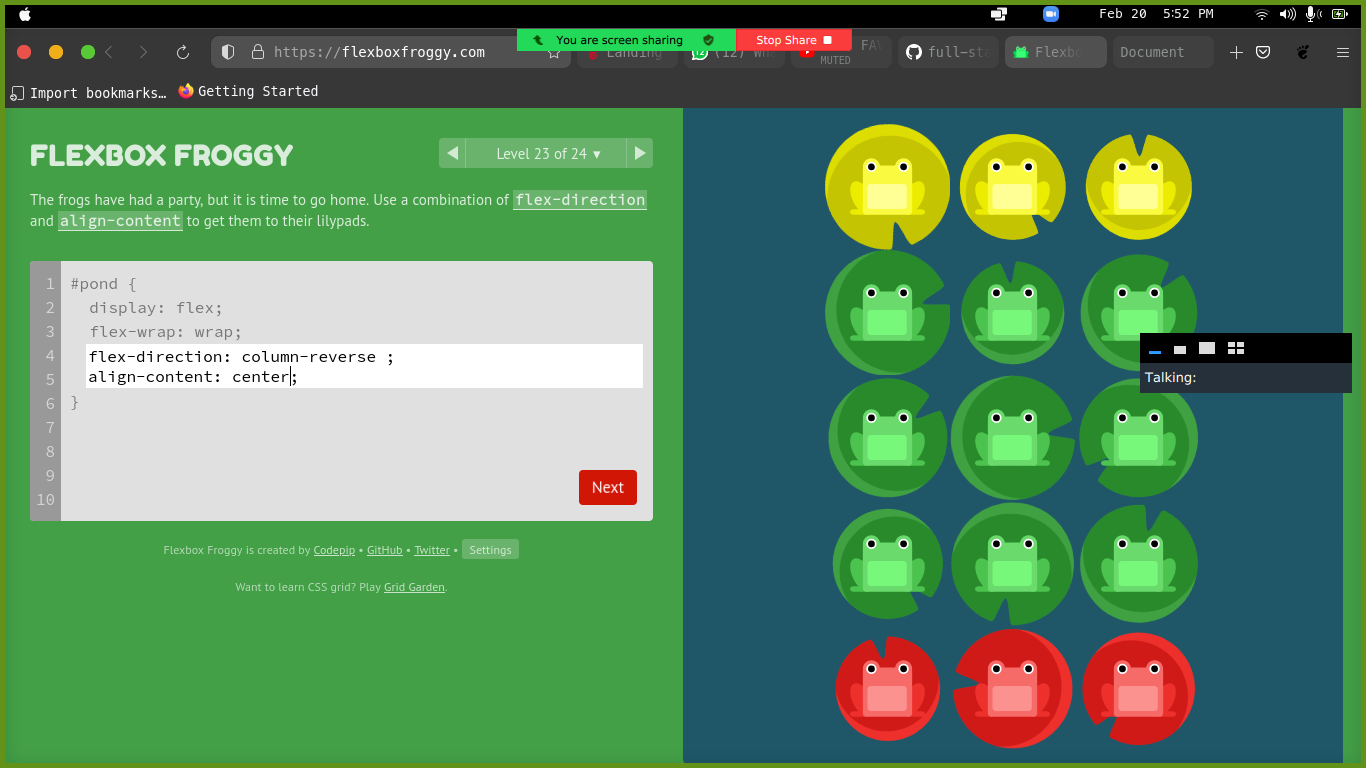 Feb 20 5:52 PM
You are screen sharing Stop Share
https://flexboxfroggy.com Landing (12) Wh FAV MUTED full-st Flexb Document
Import bookmarks… Getting Started
FLEXBOX FROGGY
Level 23 of 24 ▾
The frogs have had a party, but it is time to go home. Use a combination of flex-direction
and align-content to get them to their lilypads.
1 #pond {
2 display: flex;
3 flex-wrap: wrap;
4 flex-direction: column-reverse ;
5 align-content: center;
6 }
7
8
9
10
Next
Talking:
Flexbox Froggy is created by Codepip • GitHub • Twitter • Settings
Want to learn CSS grid? Play Grid Garden.